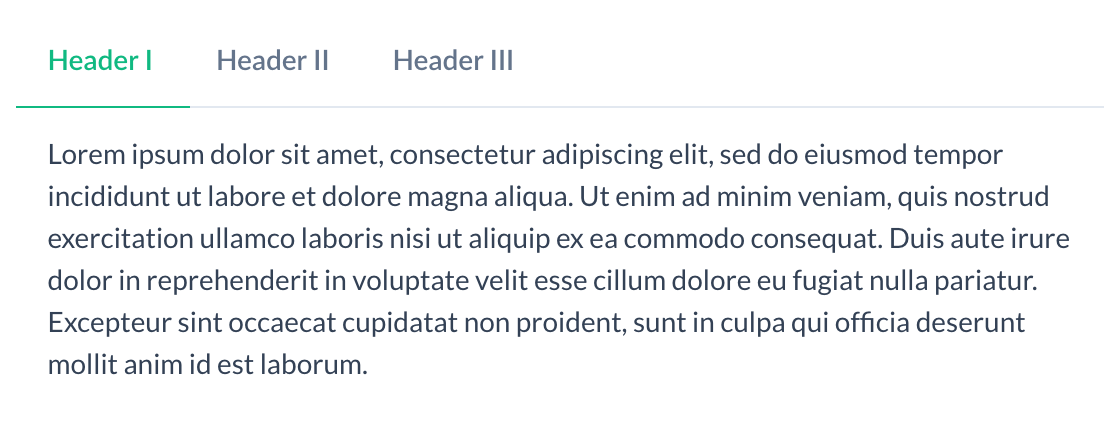 Header I Header II Header III
Lorem ipsum dolor sit amet, consectetur adipiscing elit, sed do eiusmod tempor
incididunt ut labore et dolore magna aliqua. Ut enim ad minim veniam, quis nostrud
exercitation ullamco laboris nisi ut aliquip ex ea commodo consequat. Duis aute irure
dolor in reprehenderit in voluptate velit esse cillum dolore eu fugiat nulla pariatur.
Excepteur sint occaecat cupidatat non proident, sunt in culpa qui officia deserunt
mollit anim id est laborum.